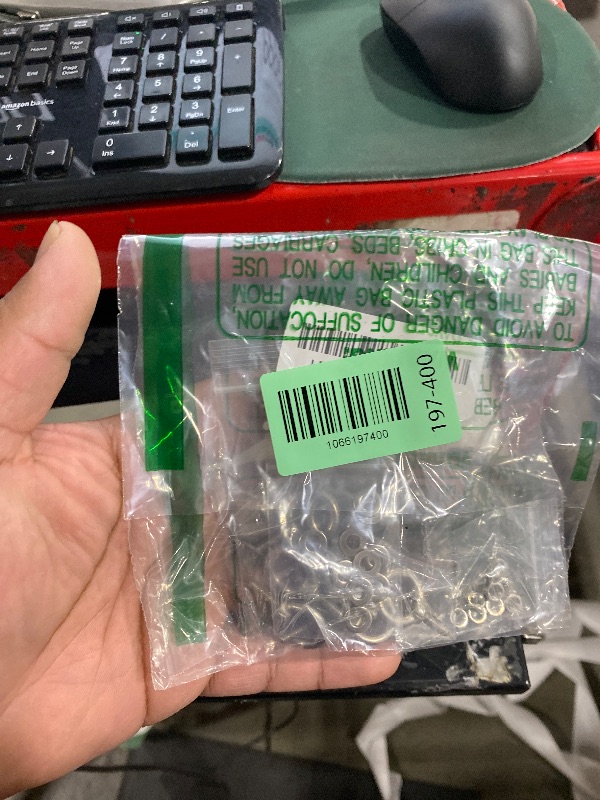 Num
Lock
/
Home
Page
Up
7
Home
8
9
PgUp
+
End
Page
Down
4
5
6
amazon basics
1
End
2
3
PgDn
Enter
0
Ins
.
Del
TO AVOID DANGER OF SUFFOCATION,
KEEP THIS PLASTIC BAG AWAY FROM
BABIES AND CHILDREN, DO NOT USE
THIS BAG IN CRIBS, BEDS, CARRIAGES
1066197400
197-400